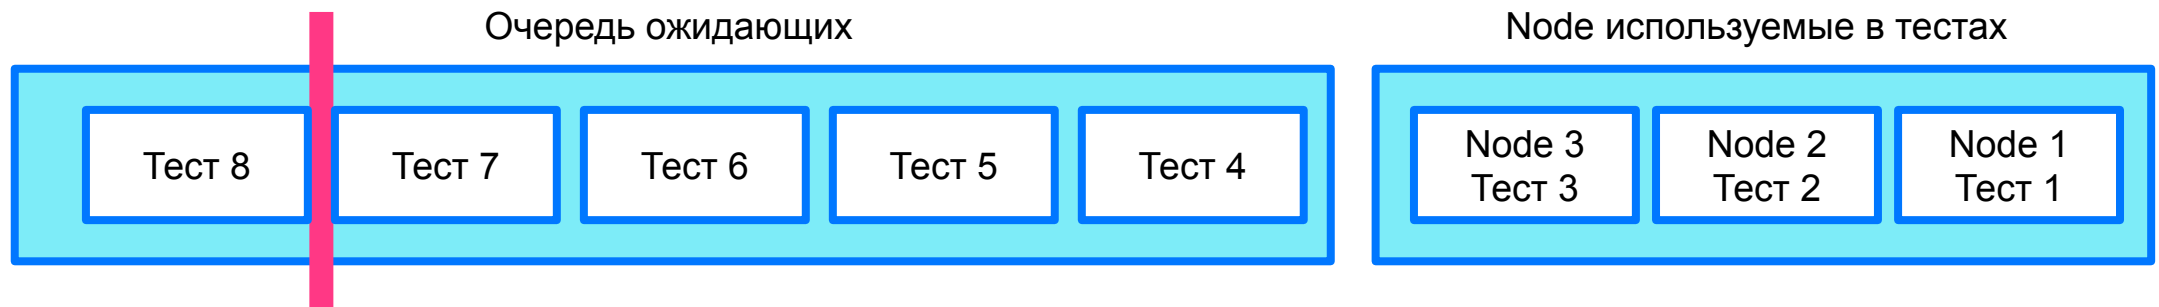 Очередь ожидающих
Node используемые в тестах
Тест 8
Тест 7
Тест 6
Тест 5
Тест 4
Node 3
Тест 3
Node 2
Тест 2
Node 1
Тест 1